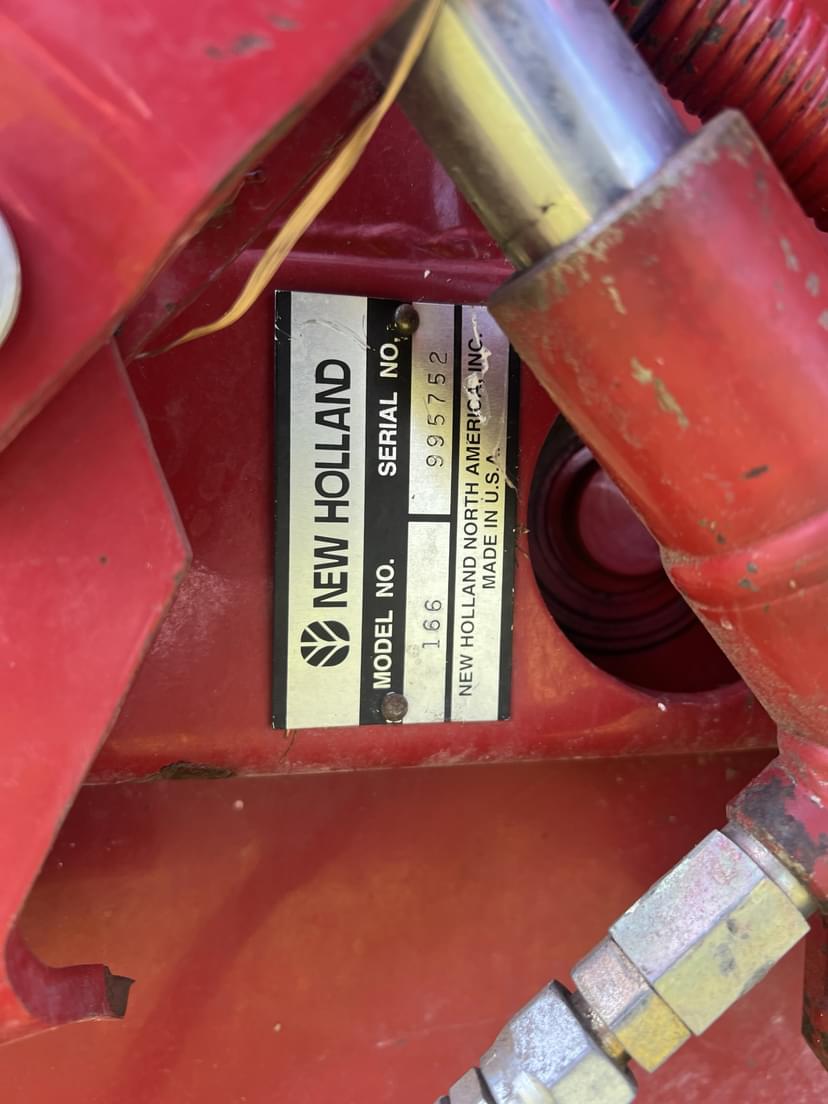 NEW HOLLAND
MODEL NO. SERIAL NO.
166 995752
NEW HOLLAND NORTH AMERICA, INC.
MADE IN U.S.A.